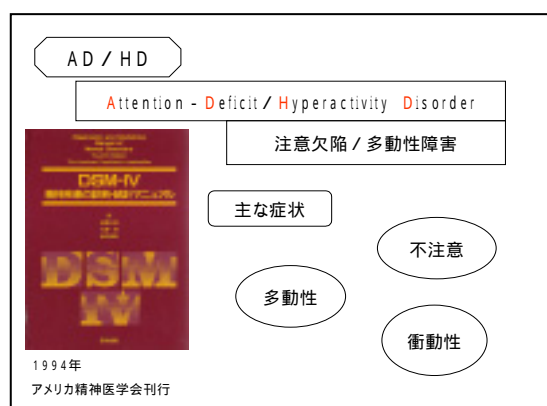 AD/HD
Attention-Deficit/Hyperactivity Disorder
注意欠陥/多動性障害
DSM-IV
主な症状
不注意
多動性
衝動性
DSM
IV
1994年
アメリカ精神医学会刊行